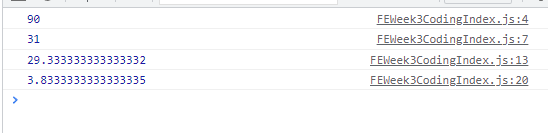 90 FEWeek3CodingIndex.js:4
31 FEWeek3CodingIndex.js:7
29.333333333333332 FEWeek3CodingIndex.js:13
3.8333333333333335 FEWeek3CodingIndex.js:20
>